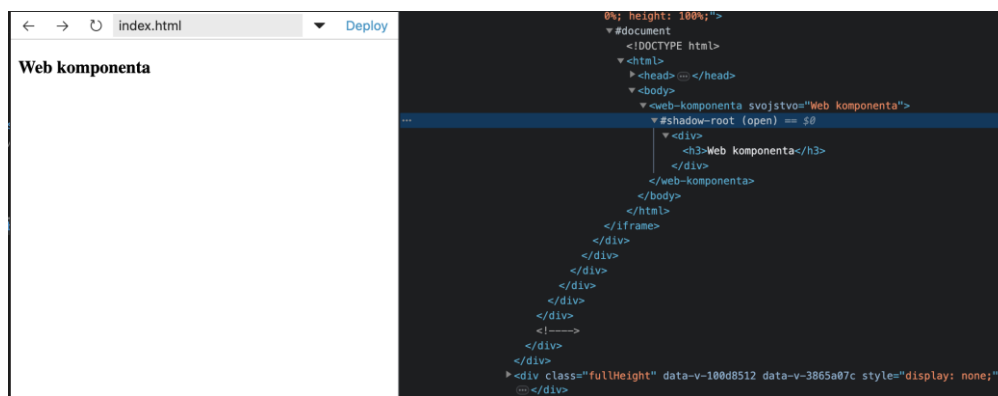 index.html
Deploy
Web komponenta
0%; height: 100%;">
#document
<!DOCTYPE html>
<html>
<head>…</head>
<body>
<web-komponenta svojstvo="Web komponenta">
… #shadow-root (open) == $0
<div>
<h3>Web komponenta</h3>
</div>
</web-komponenta>
</body>
</html>
</iframe>
</div>
</div>
</div>
</div>
</div>
</div>
<!---->
</div>
</div>
<div class="fullHeight" data-v-100d8512 data-v-3865a07c style="display: none;"
…</div>